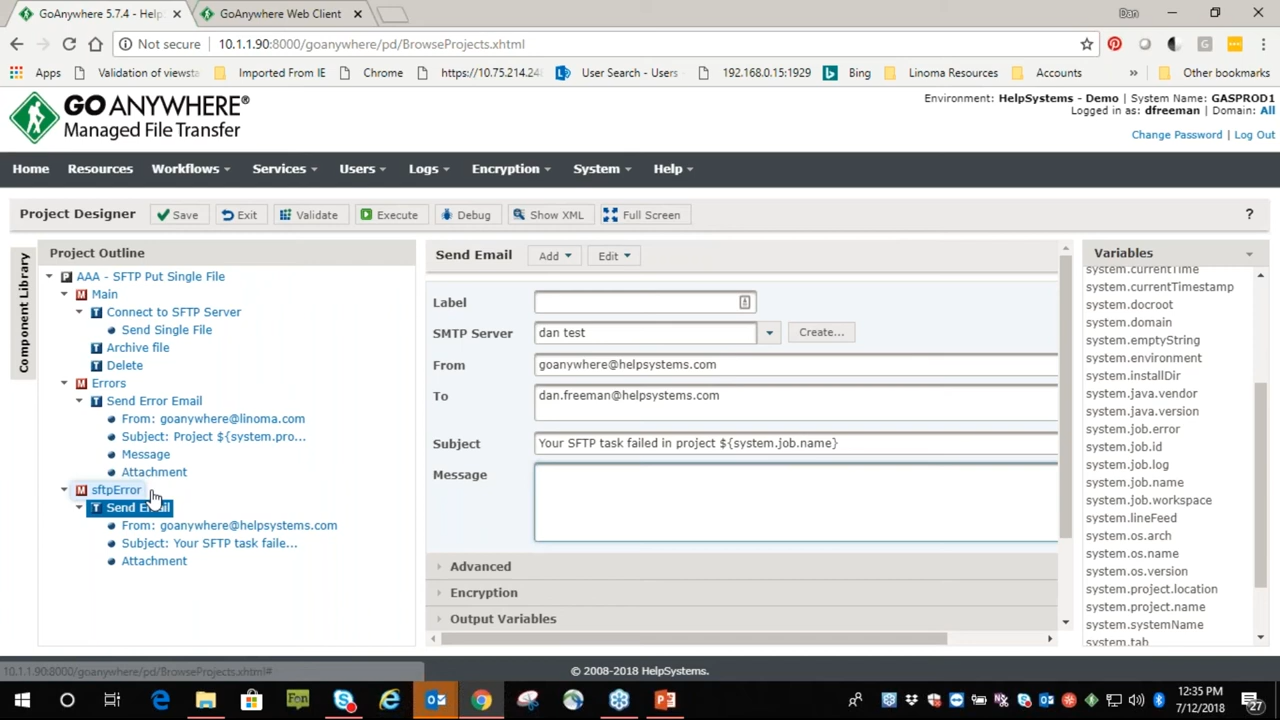 GoAnywhere 5.7.4 - Help
GoAnywhere Web Client
Dan
Not secure
10.1.1.90:8000/goanywhere/pd/BrowseProjects.xhtml
Apps
Validation of viewsta
Imported From IE
Chrome
https://10.75.214.24
User Search - Users
192.168.0.15:1929
Bing
Linoma Resources
Accounts
»
Other bookmarks
GOANYWHERE®
Managed File Transfer
Environment: HelpSystems - Demo | System Name: GASPROD1
Logged in as: dfreeman | Domain: All
Change Password | Log Out
Home Resources Workflows Services Users Logs Encryption System Help
Project Designer Save Exit Validate Execute Debug Show XML Full Screen ?
Component Library
Project Outline
P AAA - SFTP Put Single File
M Main
T Connect to SFTP Server
Send Single File
T Archive file
T Delete
M Errors
T Send Error Email
From: goanywhere@linoma.com
Subject: Project ${system.pro...
Message
Attachment
M sftpError
T Send Email
From: goanywhere@helpsystems.com
Subject: Your SFTP task faile...
Attachment
Send Email Add Edit
Label
SMTP Server dan test Create...
From goanywhere@helpsystems.com
To dan.freeman@helpsystems.com
Subject Your SFTP task failed in project ${system.job.name}
Message
Advanced
Encryption
Output Variables
Variables
system.currentTime
system.currentTimestamp
system.docroot
system.domain
system.emptyString
system.environment
system.installDir
system.java.vendor
system.java.version
system.job.error
system.job.id
system.job.log
system.job.name
system.job.workspace
system.lineFeed
system.os.arch
system.os.name
system.os.version
system.project.location
system.project.name
system.systemName
system.tab
10.1.1.90:8000/goanywhere/pd/BrowseProjects.xhtml#
© 2008-2018 HelpSystems.
12:35 PM
7/12/2018
27